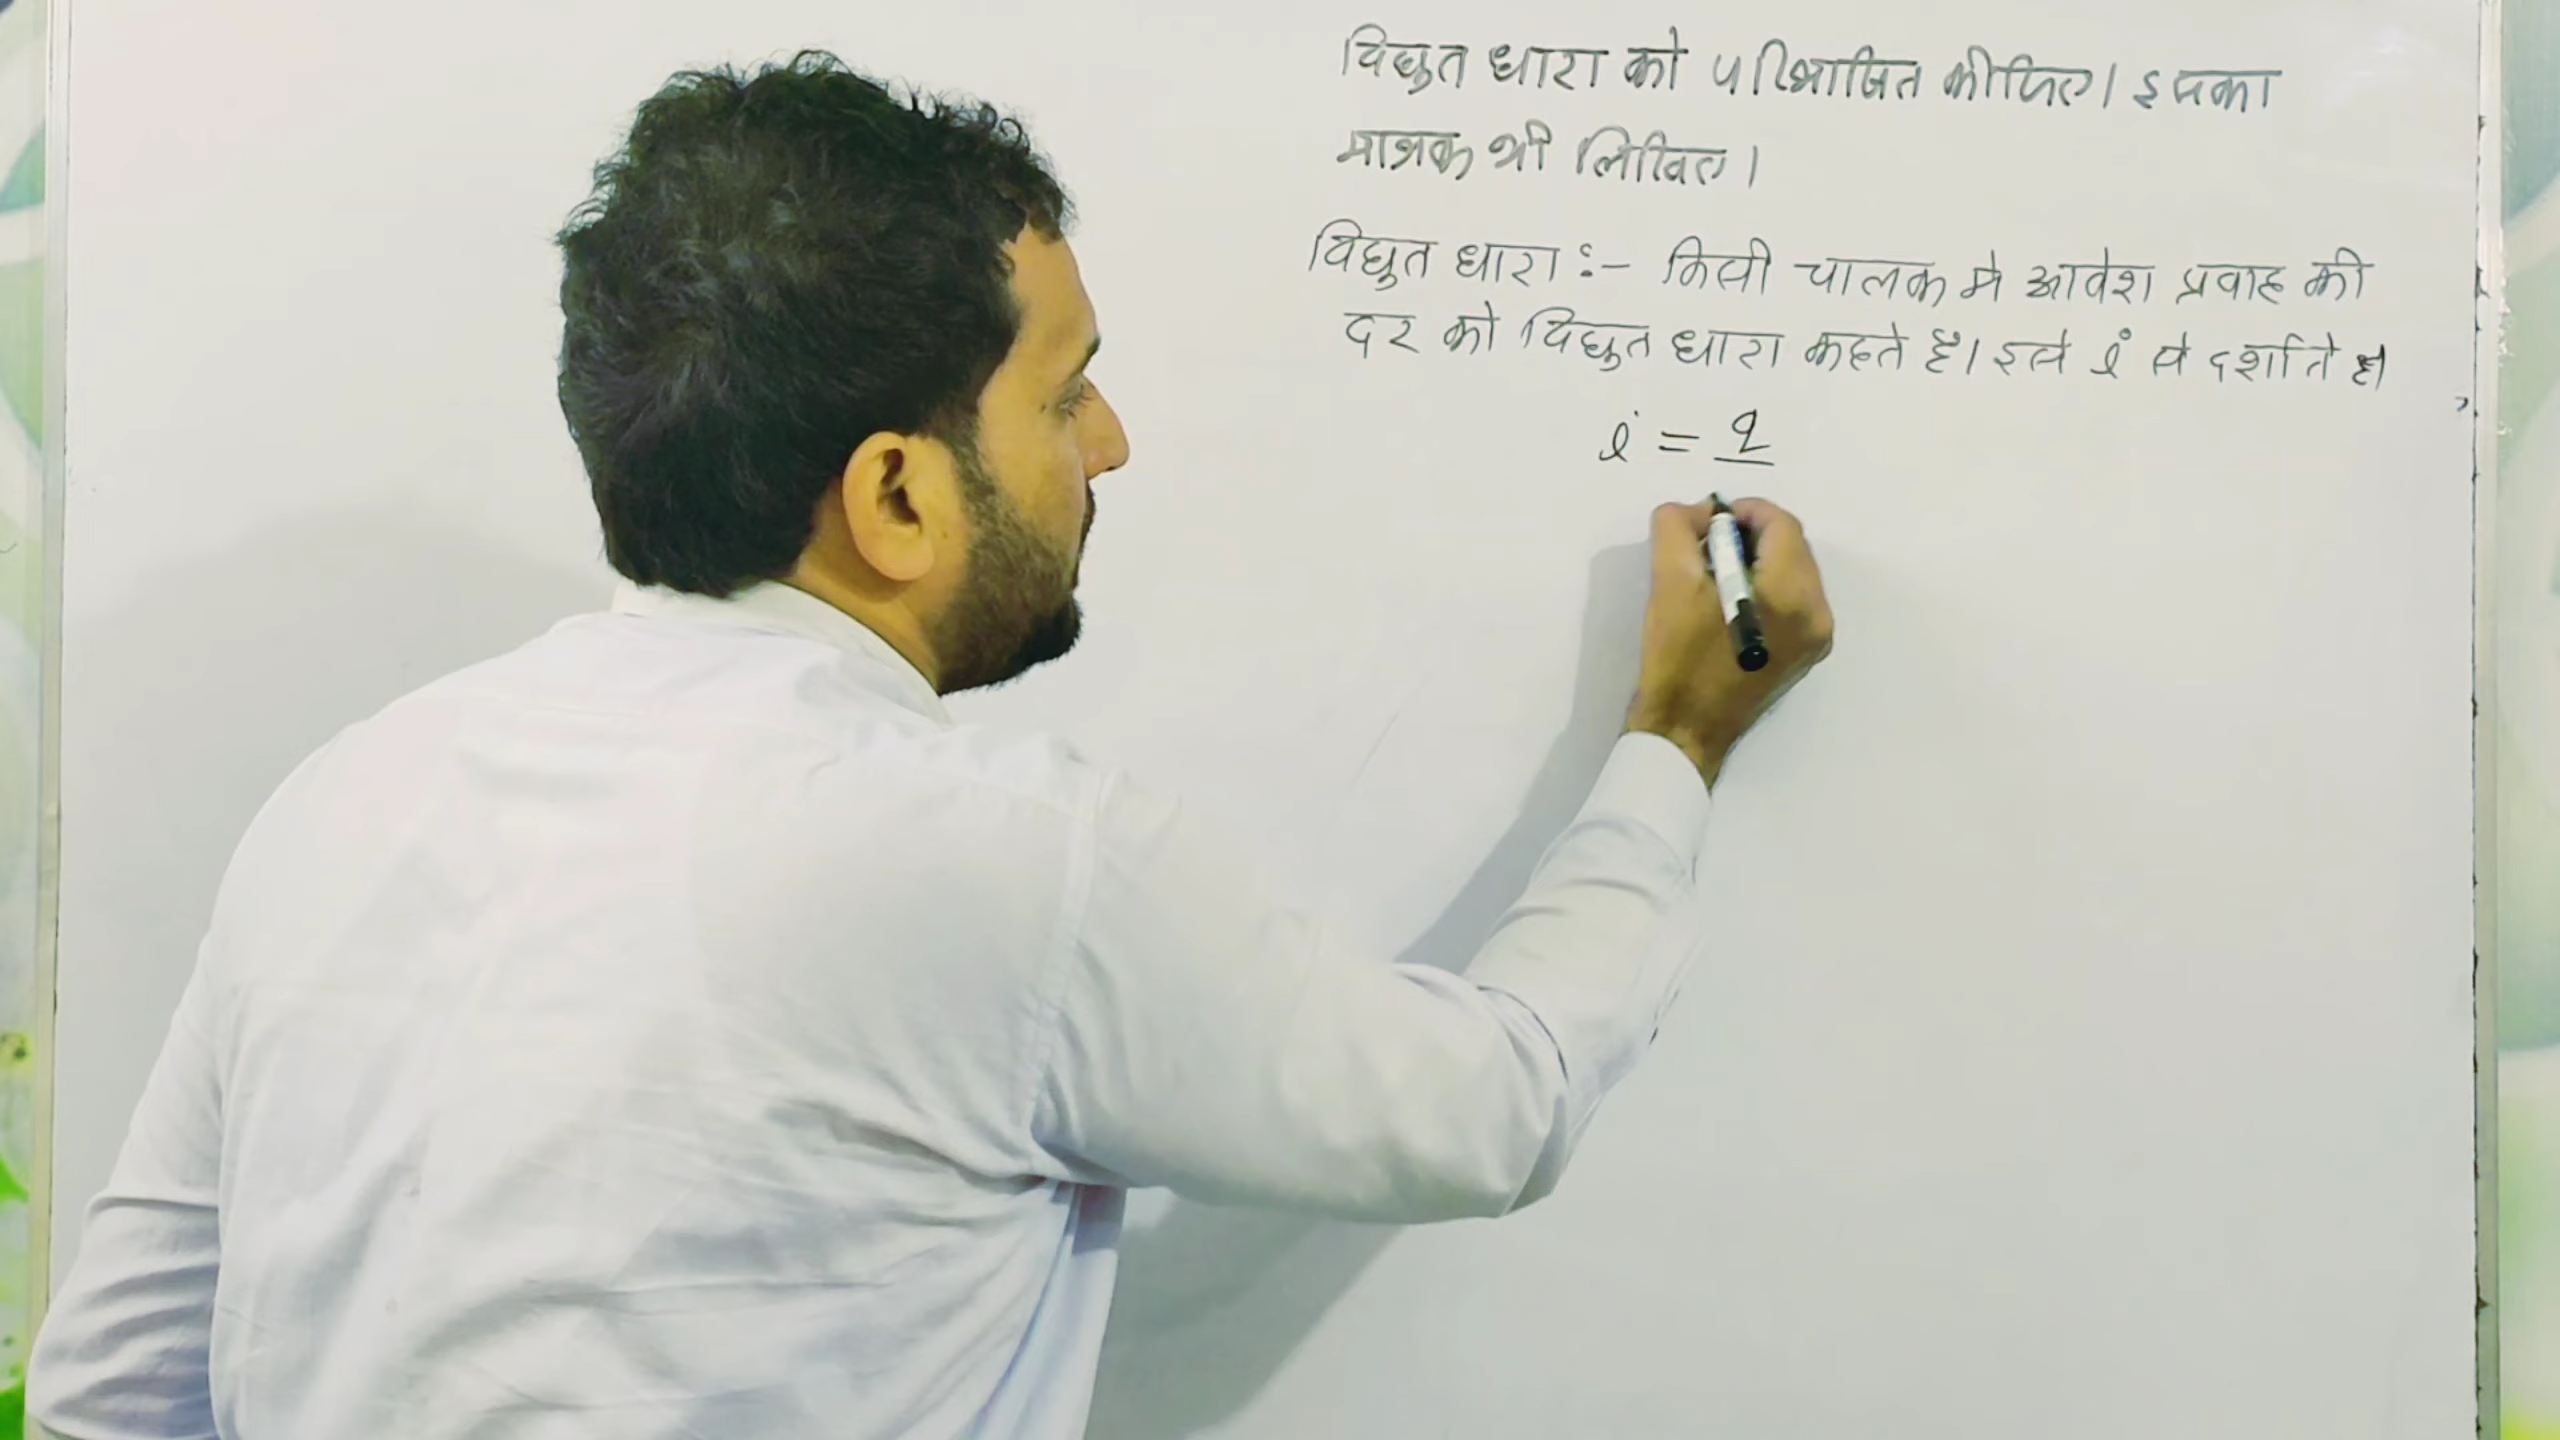 विद्युत धारा को परिभाषित कीजिए। इसका
मात्रक भी लिखिए।
विद्युत धारा :- किसी चालक मे आवेश प्रवाह की
दर को विद्युत धारा कहते है। इसे i से दर्शाते है।
i = q